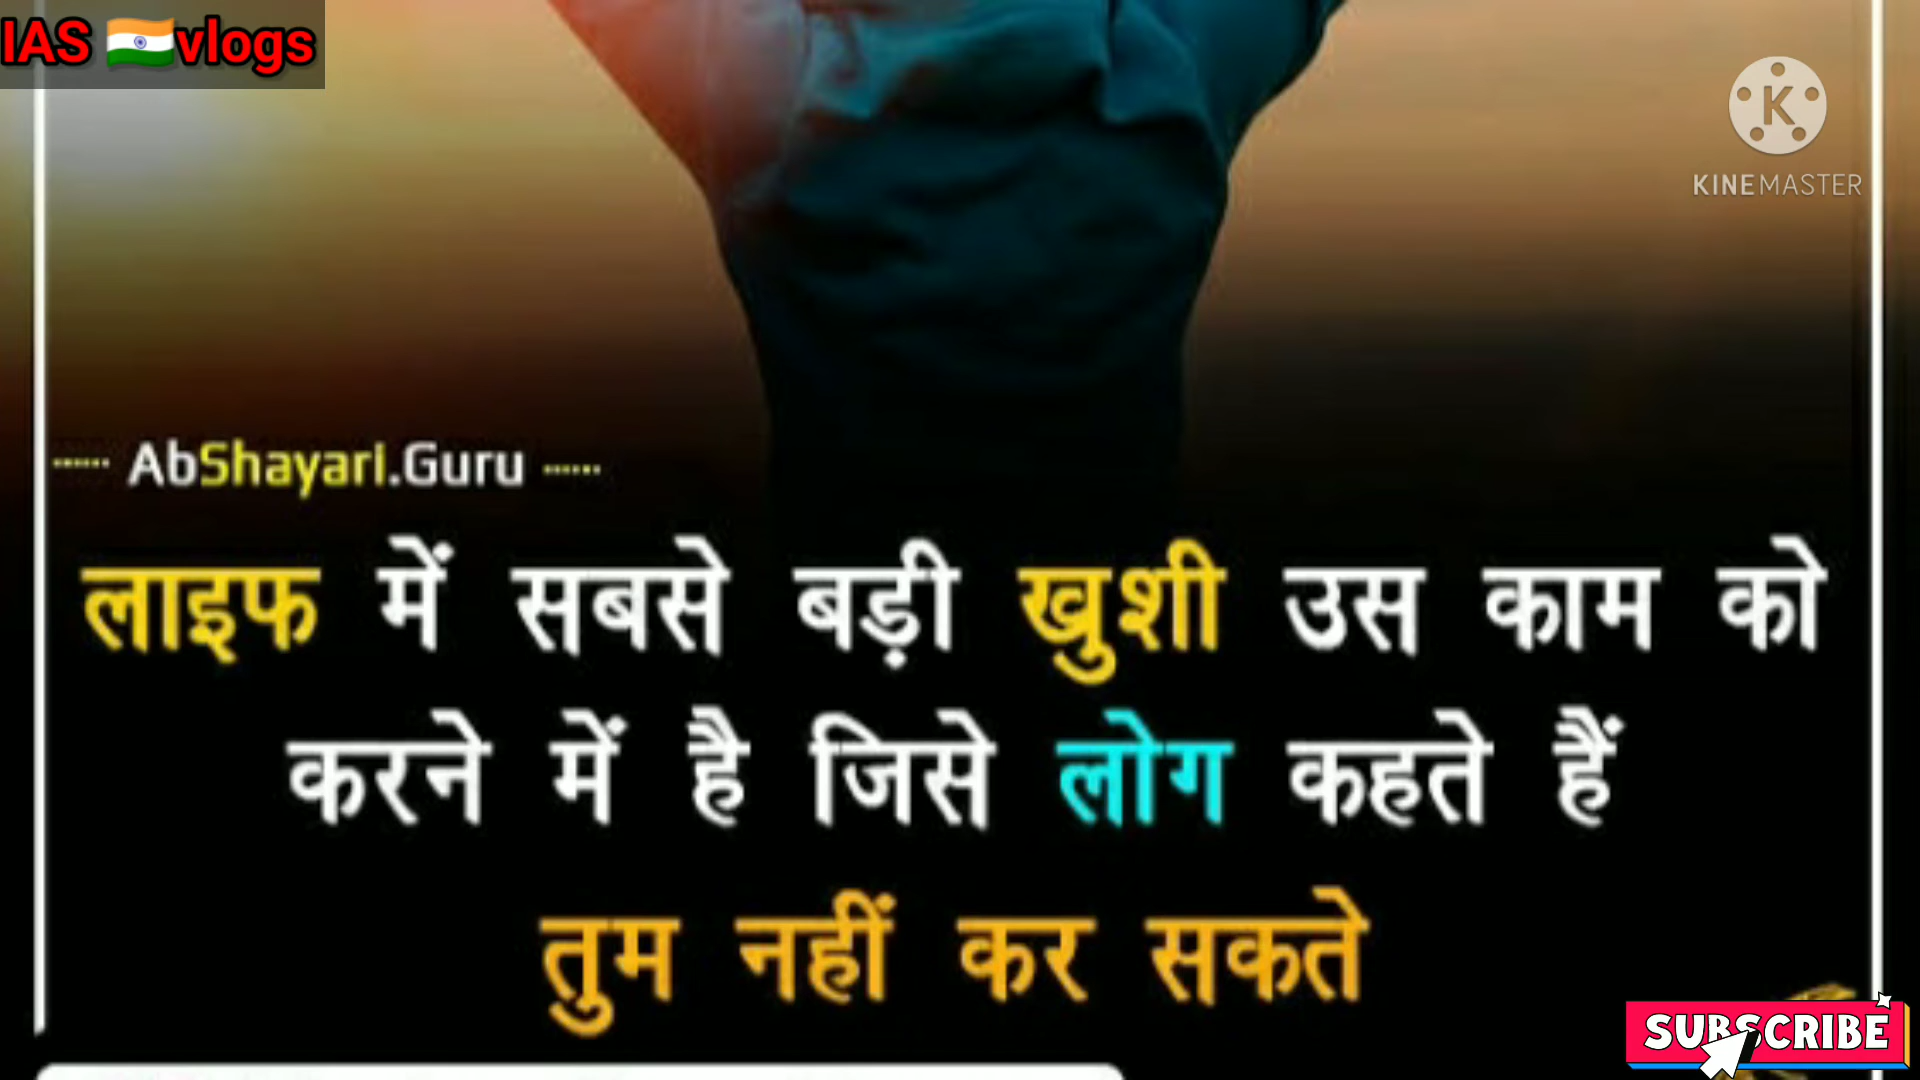 IAS 🇮🇳vlogs
KINEMASTER
AbShayari.Guru
लाइफ में सबसे बड़ी खुशी उस काम को
करने में है जिसे लोग कहते हैं
तुम नहीं कर सकते
SUBSCRIBE